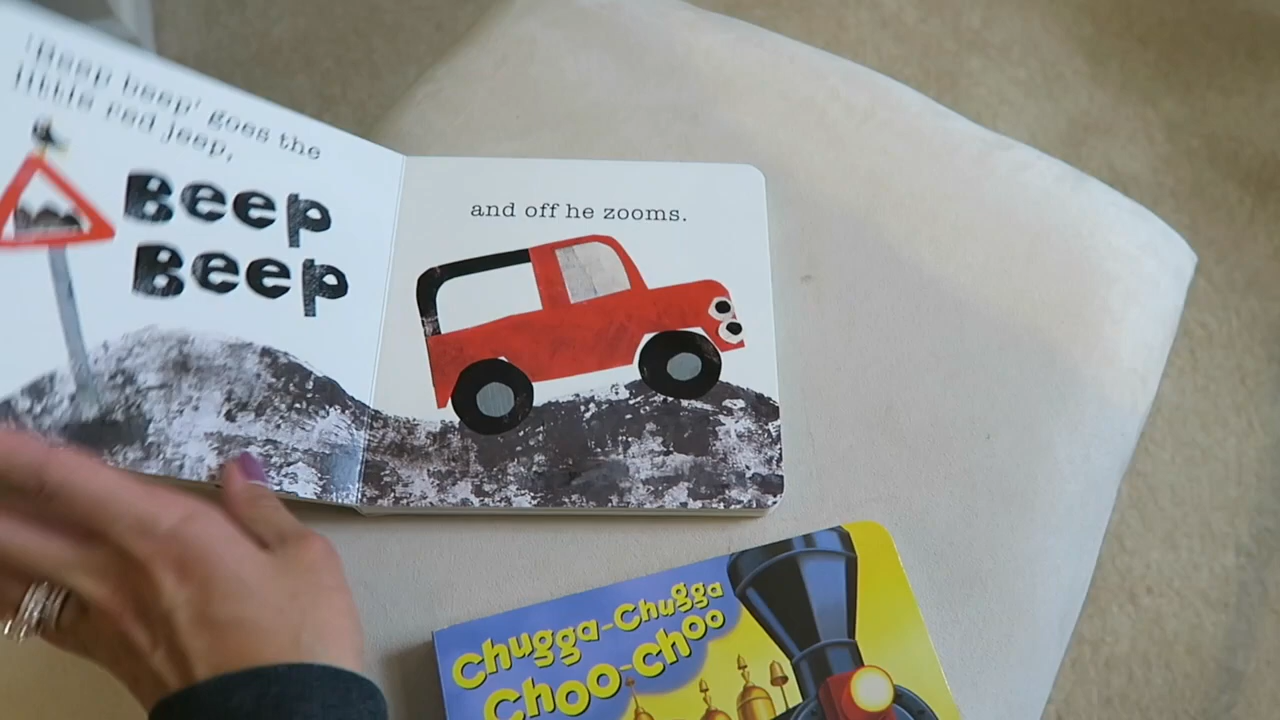 'Beep beep' goes the
little red jeep,
Beep
Beep
and off he zooms.
Chugga-Chugga
Choo-choo